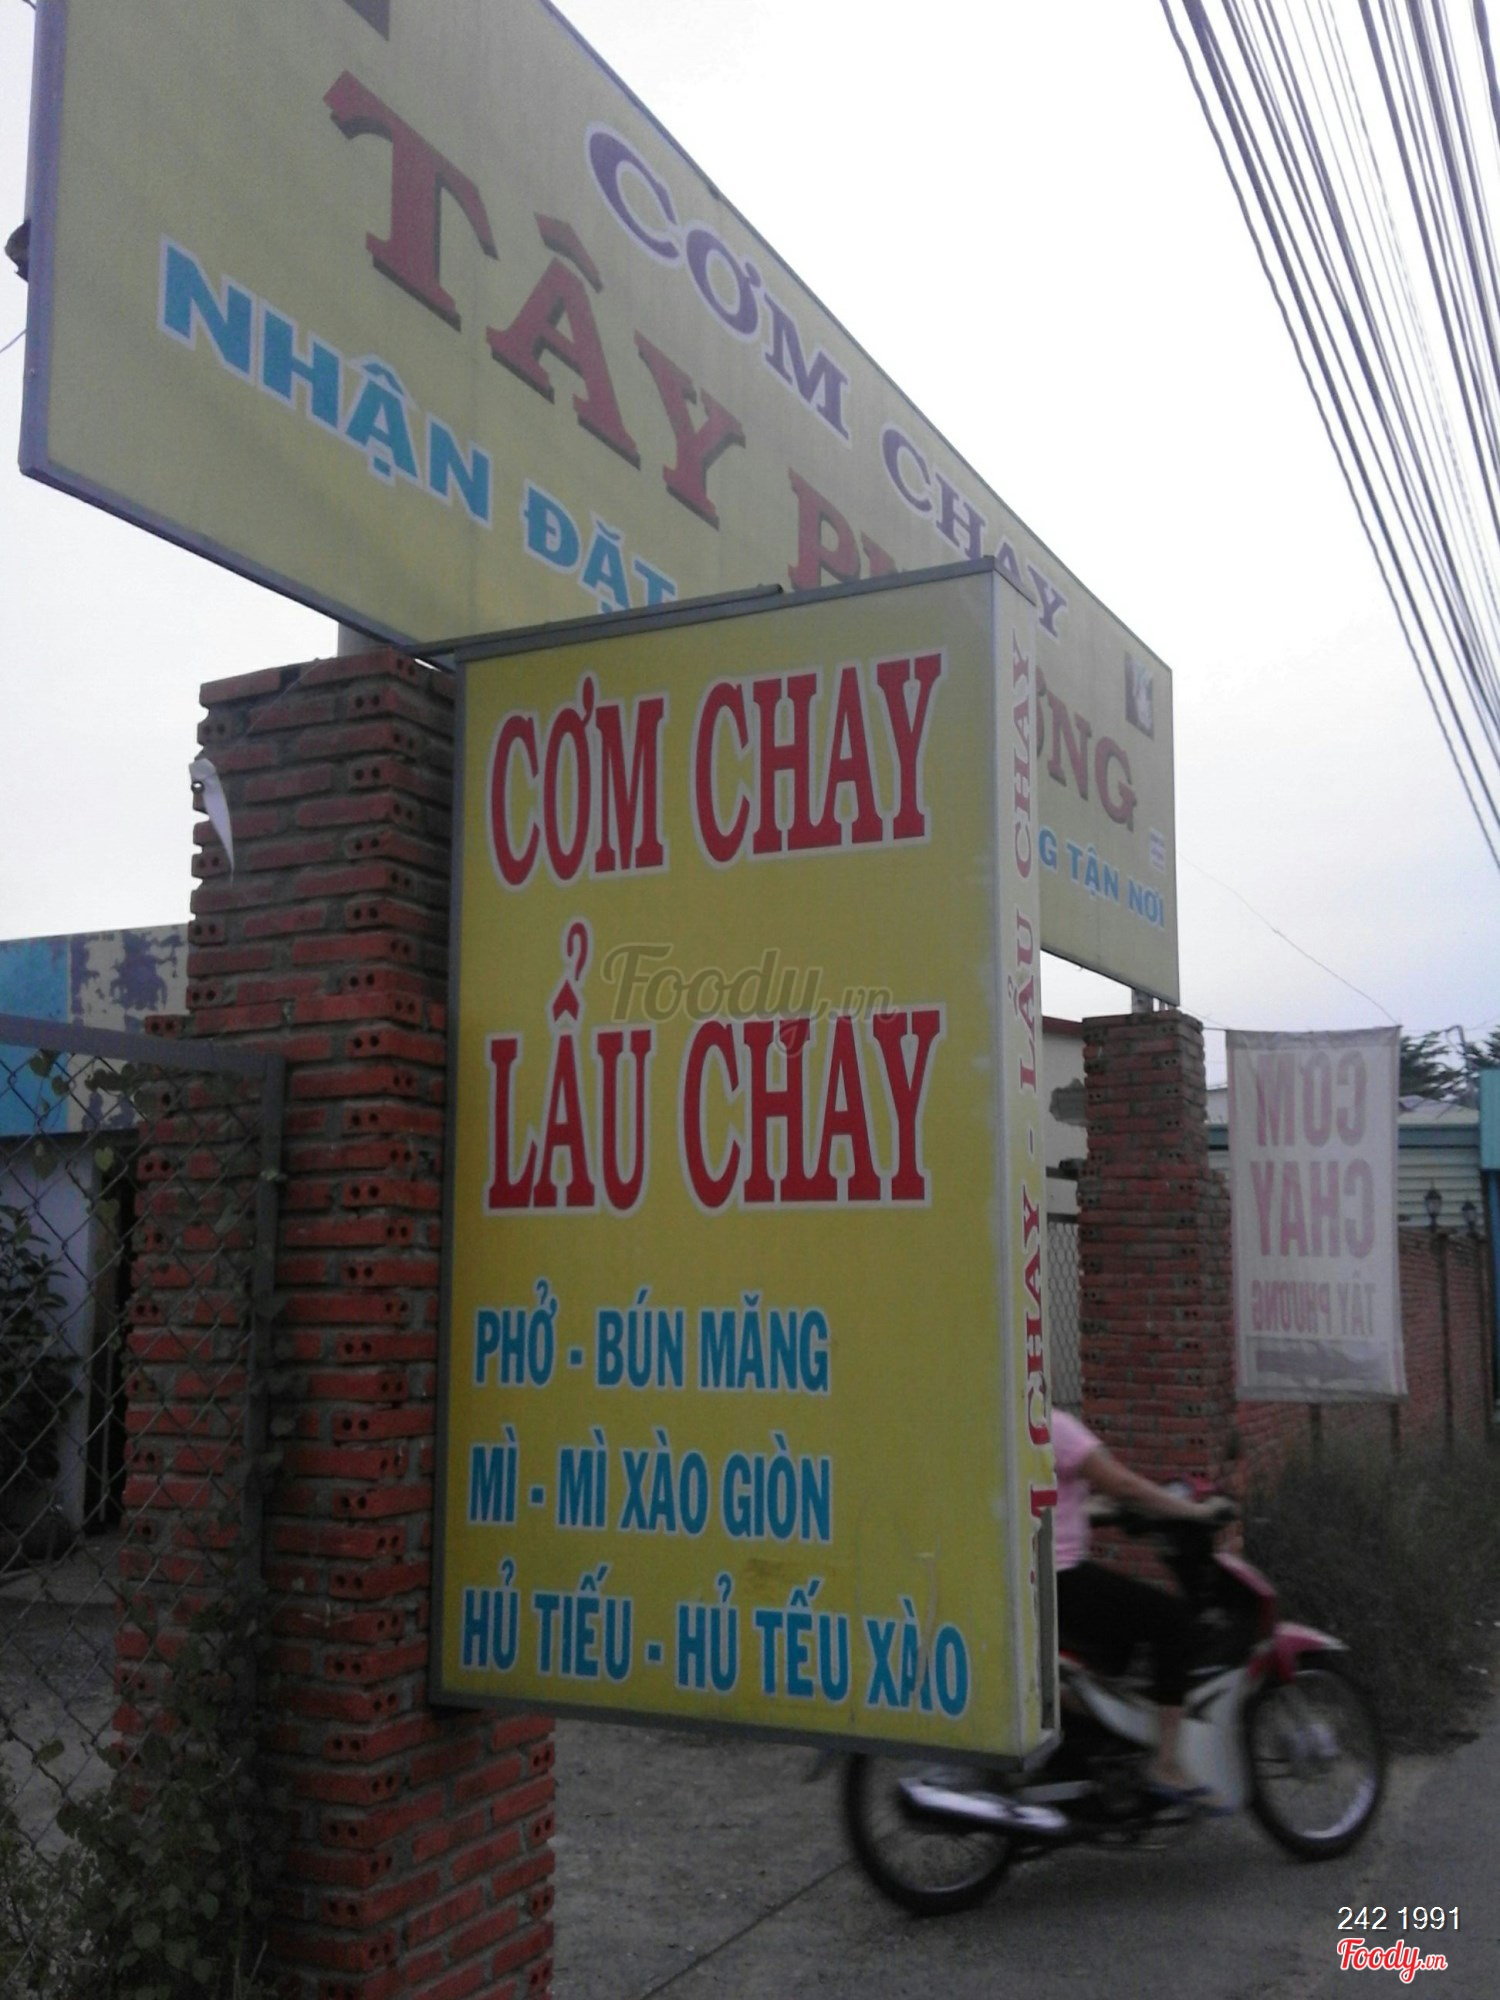 CƠM CHAY
TÂY
NHẬN ĐẶT
G TẬN NƠI
CƠM CHAY
LẨU CHAY
PHỞ - BÚN MĂNG
MÌ - MÌ XÀO GIÒN
HỦ TIẾU - HỦ TẾU XÀO
CHAY - LẨU CHAY
CƠM
CHAY
TÂY PHƯƠNG
Foody.vn
242 1991
Foody.vn